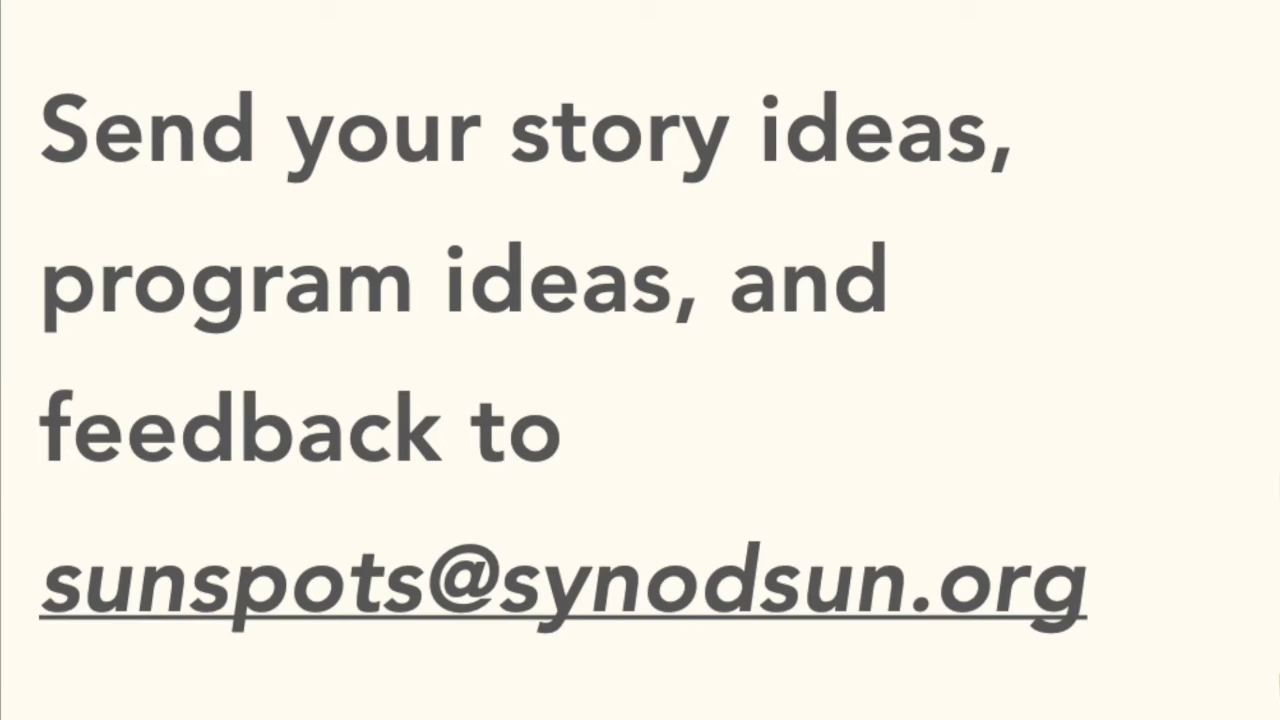 Send your story ideas,
program ideas, and
feedback to
sunspots@synodsun.org